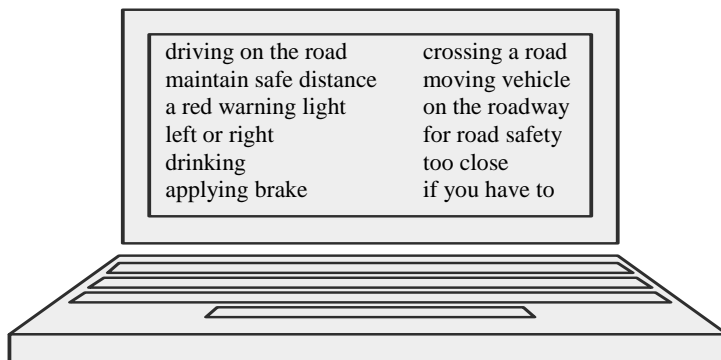 driving on the road
maintain safe distance
a red warning light
left or right
drinking
applying brake
crossing a road
moving vehicle
on the roadway
for road safety
too close
if you have to